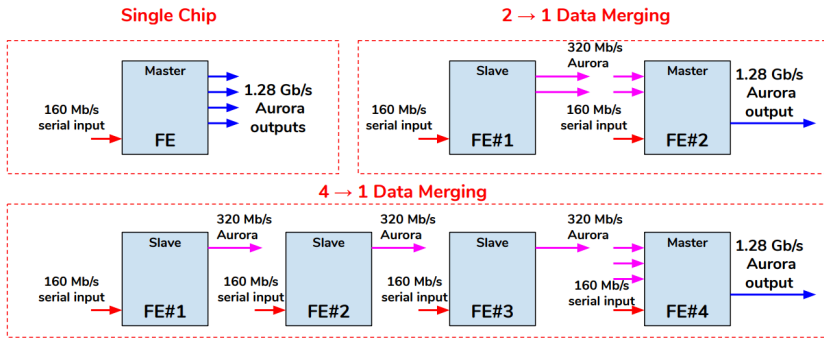 Single Chip
2 → 1 Data Merging
Master
160 Mb/s
serial input
FE
1.28 Gb/s
Aurora
outputs
Slave
160 Mb/s
serial input
FE#1
320 Mb/s
Aurora
Master
160 Mb/s
serial input
FE#2
1.28 Gb/s
Aurora
output
4 → 1 Data Merging
Slave
160 Mb/s
serial input
FE#1
320 Mb/s
Aurora
Slave
160 Mb/s
serial input
FE#2
320 Mb/s
Aurora
Slave
160 Mb/s
serial input
FE#3
320 Mb/s
Aurora
Master
160 Mb/s
serial input
FE#4
1.28 Gb/s
Aurora
output